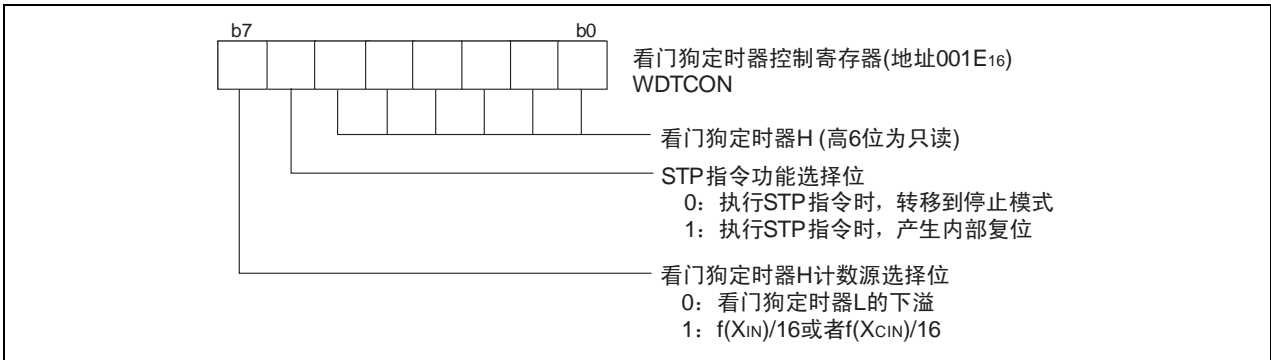 b7 b0
看门狗定时器控制寄存器(地址001E16)
WDTCON
看门狗定时器H (高6位为只读)
STP指令功能选择位
0：执行STP指令时，转移到停止模式
1：执行STP指令时，产生内部复位
看门狗定时器H计数源选择位
0：看门狗定时器L的下溢
1：f(XIN)/16或者f(XCIN)/16